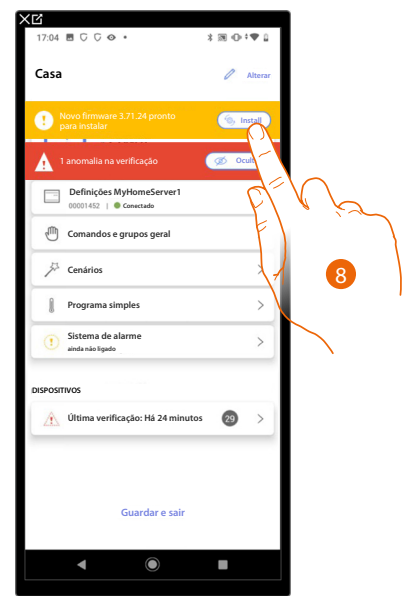 17:04
Casa
Alterar
Novo firmware 3.71.24 pronto
para instalar
Install
1 anomalia na verificação
Definições MyHomeServer1
00001452 | Conectado
Comandos e grupos geral
Cenários
Programa simples
Sistema de alarme
ainda não ligado
DISPOSITIVOS
Última verificação: Há 24 minutos
29
Guardar e sair
8